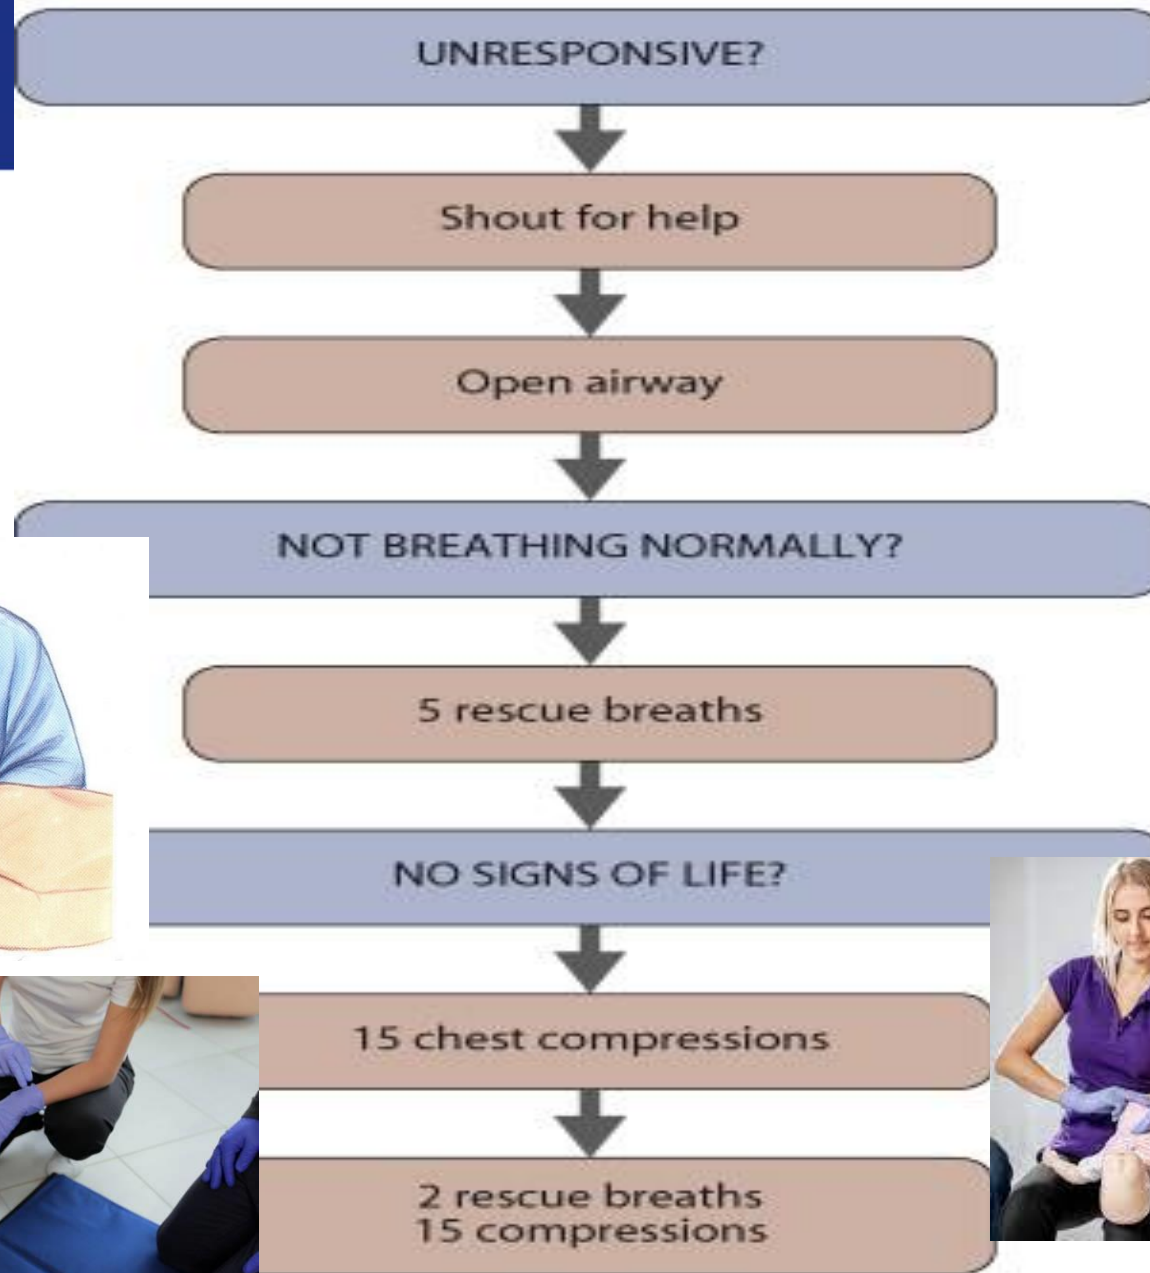 UNRESPONSIVE?
Shout for help
Open airway
NOT BREATHING NORMALLY?
5 rescue breaths
NO SIGNS OF LIFE?
15 chest compressions
2 rescue breaths
15 compressions